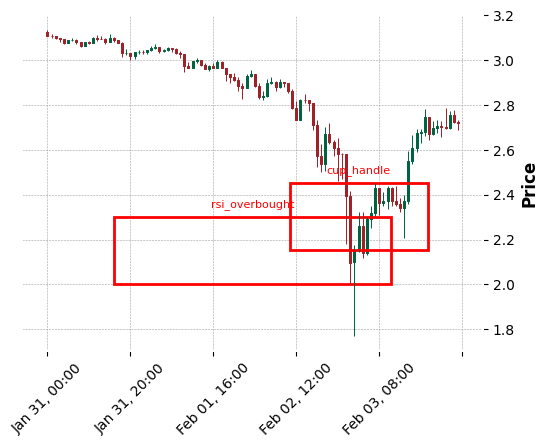 3.2
3.0
2.8
2.6
cup_handle
2.4
rsi_overbought
2.2
2.0
1.8
Price
Jan 31, 00:00
Jan 31, 20:00
Feb 01, 16:00
Feb 02, 12:00
Feb 03, 08:00